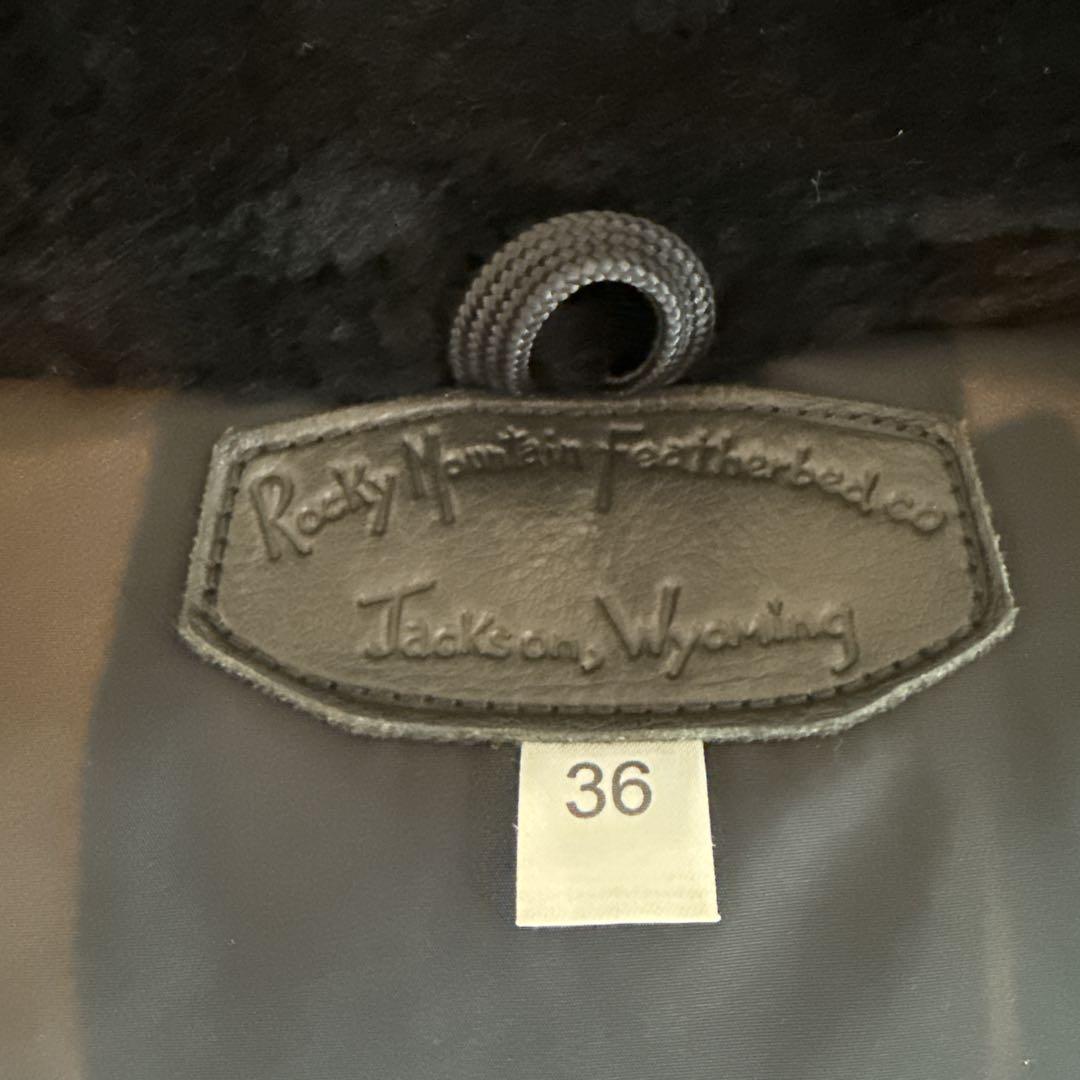 Rocky Mountain Featherbed.co
Jackson, Wyoming
36